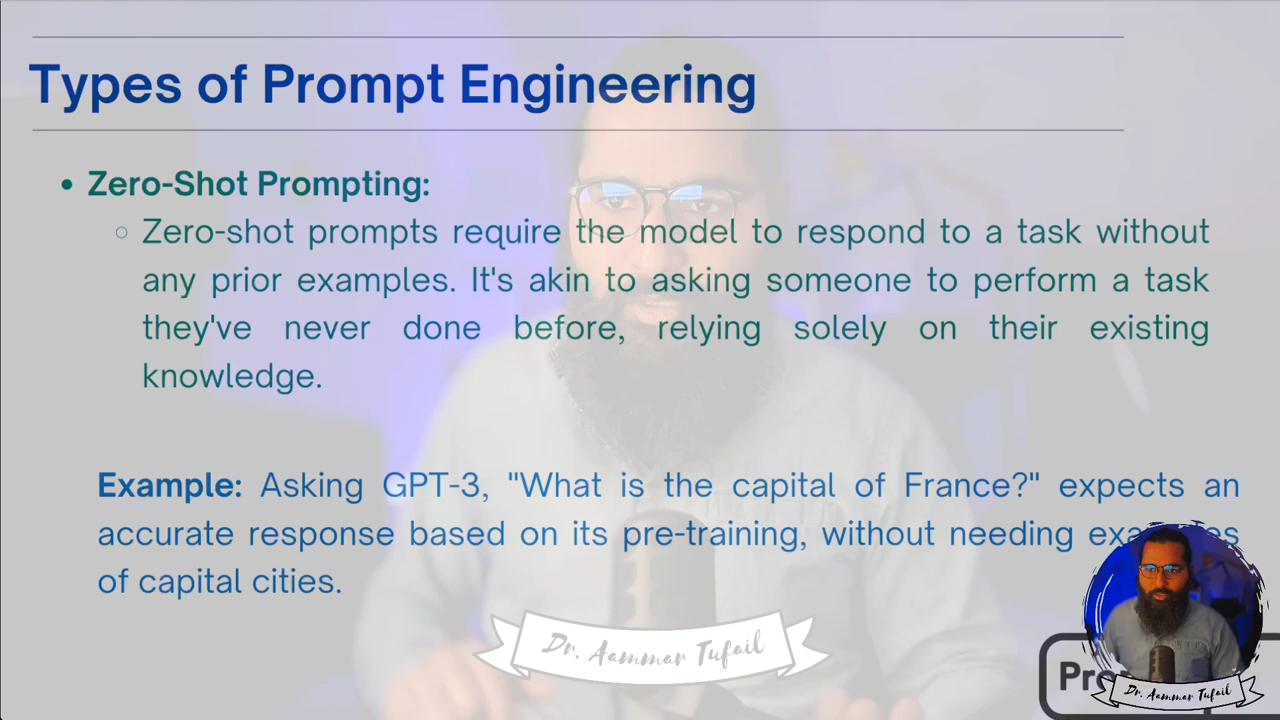 Types of Prompt Engineering
• Zero-Shot Prompting:
○ Zero-shot prompts require the model to respond to a task without
any prior examples. It's akin to asking someone to perform a task
they've never done before, relying solely on their existing
knowledge.
Example: Asking GPT-3, "What is the capital of France?" expects an
accurate response based on its pre-training, without needing
of capital cities.
Dr. Aammar Tufail
Dr. Aammar Tufail